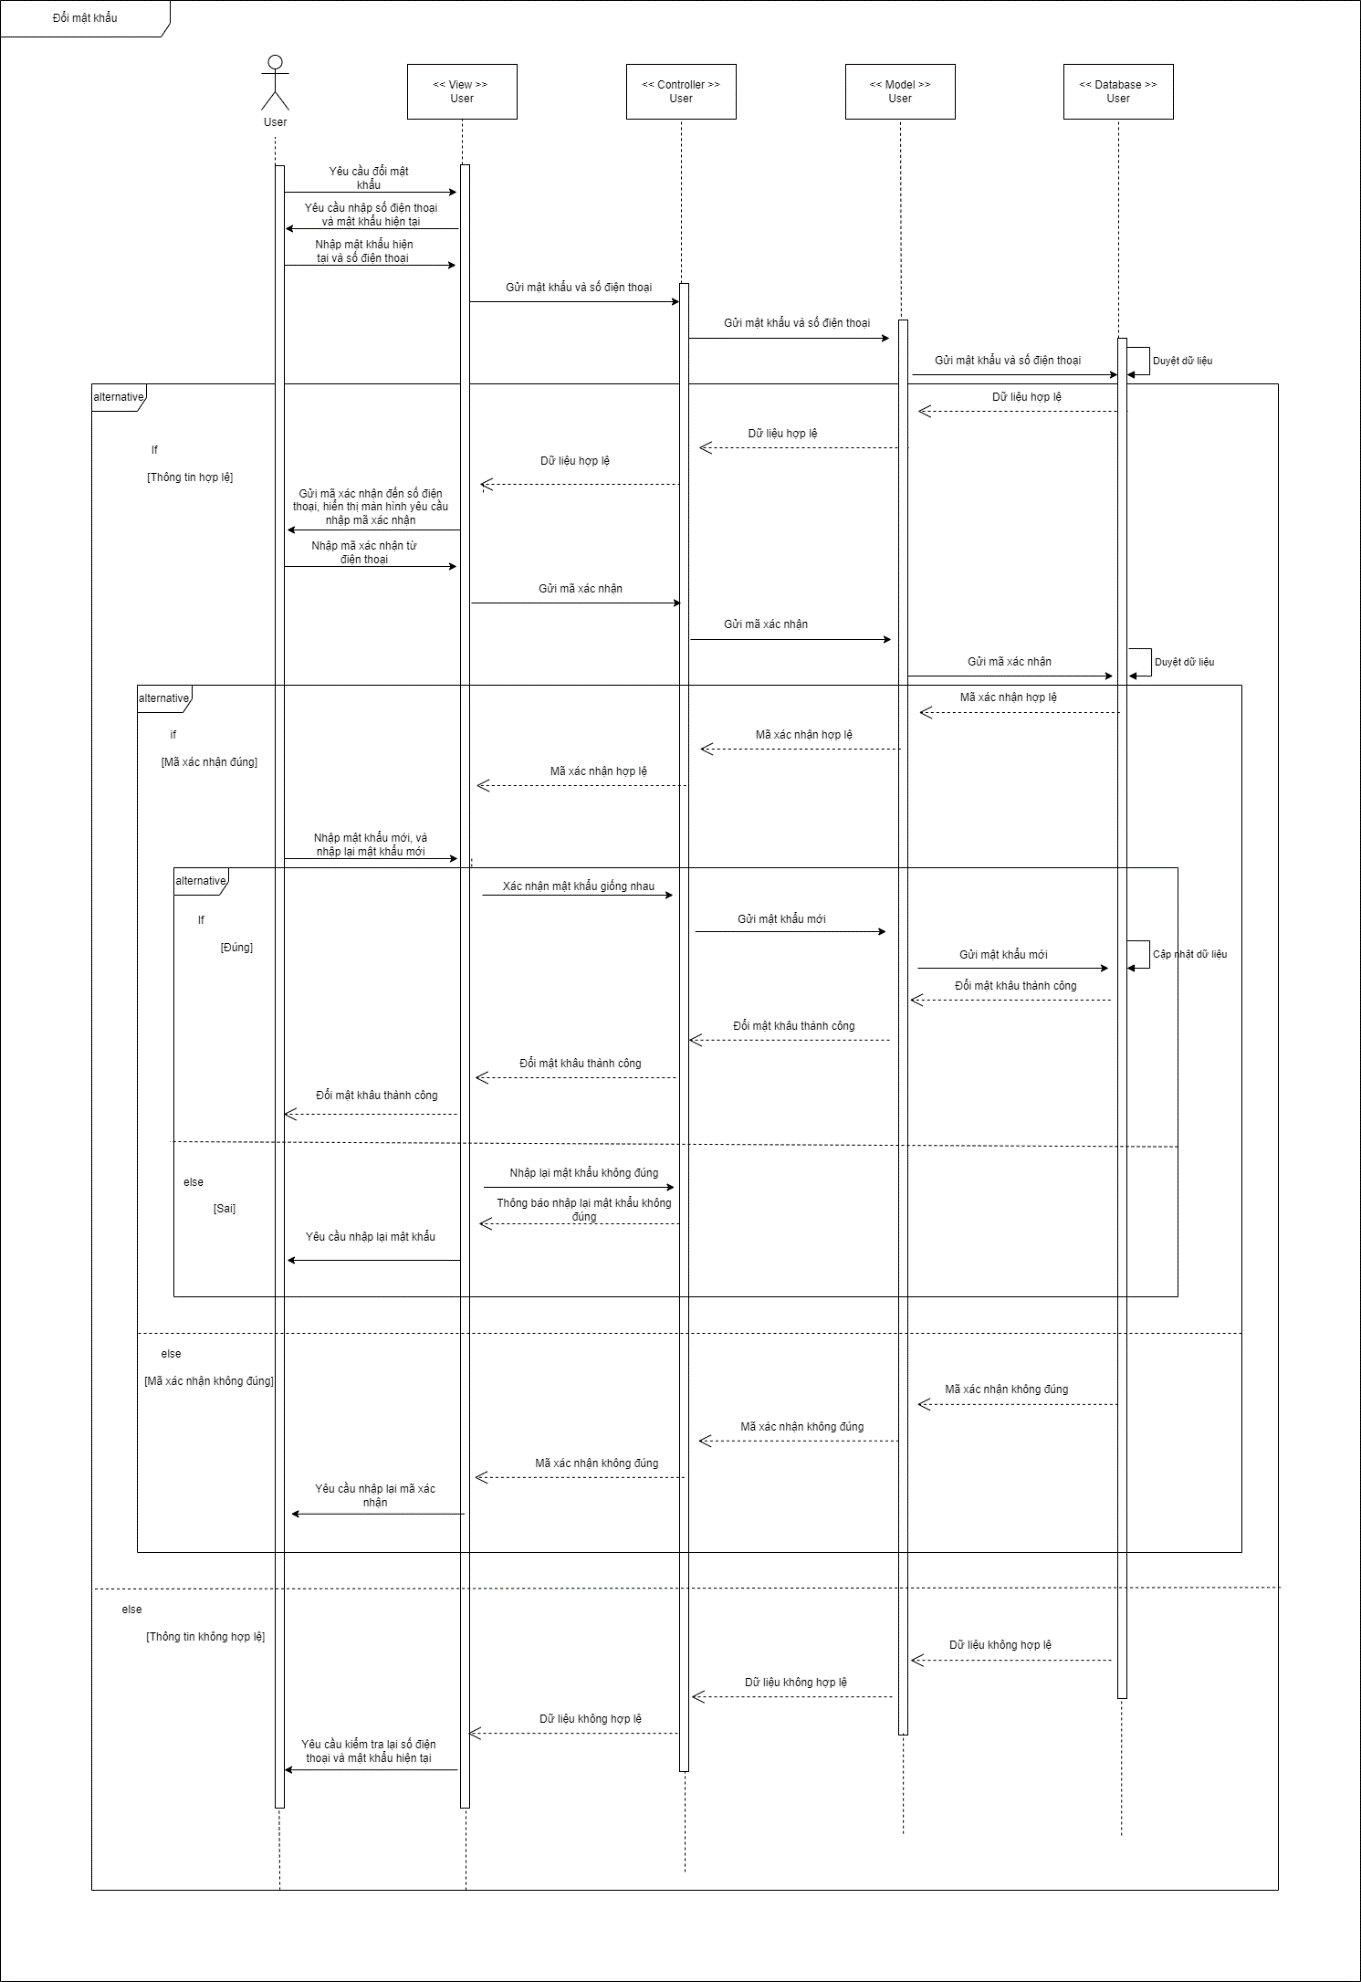 Đổi mật khẩu
User
<< View >>
User
<< Controller >>
User
<< Model >>
User
<< Database >>
User
Yêu cầu đổi mật
khẩu
Yêu cầu nhập số điện thoại
và mật khẩu hiện tại
Nhập mật khẩu hiện
tại và số điện thoại
Gửi mật khẩu và số điện thoại
Gửi mật khẩu và số điện thoại
Gửi mật khẩu và số điện thoại
Duyệt dữ liệu
alternative
Dữ liệu hợp lệ
Dữ liệu hợp lệ
If
Dữ liệu hợp lệ
[Thông tin hợp lệ]
Gửi mã xác nhận đến số điện
thoại, hiển thị màn hình yêu cầu
nhập mã xác nhận
Nhập mã xác nhận từ
điện thoại
Gửi mã xác nhận
Gửi mã xác nhận
Gửi mã xác nhận
Duyệt dữ liệu
alternative
Mã xác nhận hợp lệ
if
Mã xác nhận hợp lệ
[Mã xác nhận đúng]
Mã xác nhận hợp lệ
Nhập mật khẩu mới, và
nhập lại mật khẩu mới
alternative
Xác nhận mật khẩu giống nhau
If
Gửi mật khẩu mới
[Đúng]
Gửi mật khẩu mới
Cập nhật dữ liệu
Đổi mật khâu thành công
Đổi mật khâu thành công
Đổi mật khâu thành công
Đổi mật khâu thành công
else
Nhập lại mật khẩu không đúng
[Sai]
Thông báo nhập lại mật khẩu không
đúng
Yêu cầu nhập lại mật khẩu
else
[Mã xác nhận không đúng]
Mã xác nhận không đúng
Mã xác nhận không đúng
Mã xác nhận không đúng
Yêu cầu nhập lại mã xác
nhận
else
[Thông tin không hợp lệ]
Dữ liệu không hợp lệ
Dữ liệu không hợp lệ
Dữ liệu không hợp lệ
Yêu cầu kiểm tra lại số điện
thoại và mật khẩu hiện tại